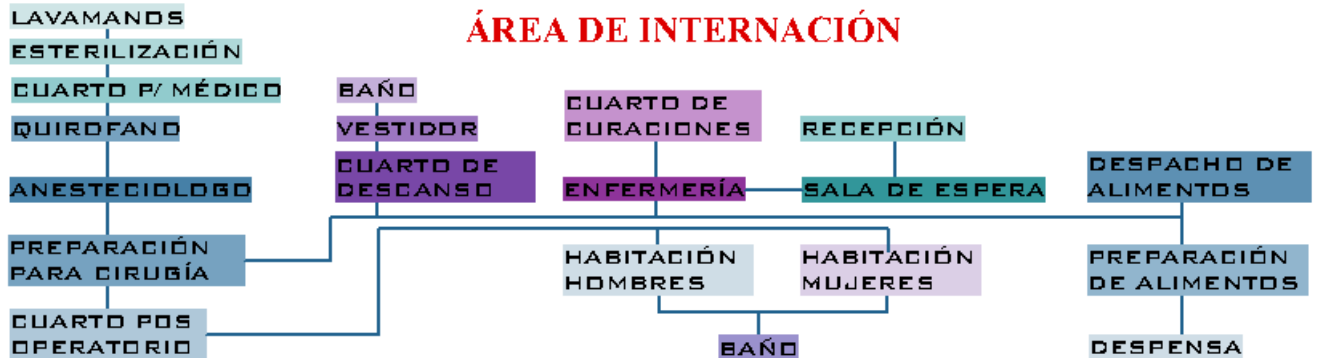 ÁREA DE INTERNACIÓN
LAVAMANOS
ESTERILIZACIÓN
CUARTO P/ MÉDICO
QUIROFANO
ANESTECIOLOGO
PREPARACIÓN
PARA CIRUGÍA
CUARTO POS
OPERATORIO
BAÑO
VESTIDOR
CUARTO DE
DESCANSO
CUARTO DE
CURACIONES
ENFERMERÍA
RECEPCIÓN
SALA DE ESPERA
HABITACIÓN
HOMBRES
HABITACIÓN
MUJERES
BAÑO
DESPACHO DE
ALIMENTOS
PREPARACIÓN
DE ALIMENTOS
DESPENSA